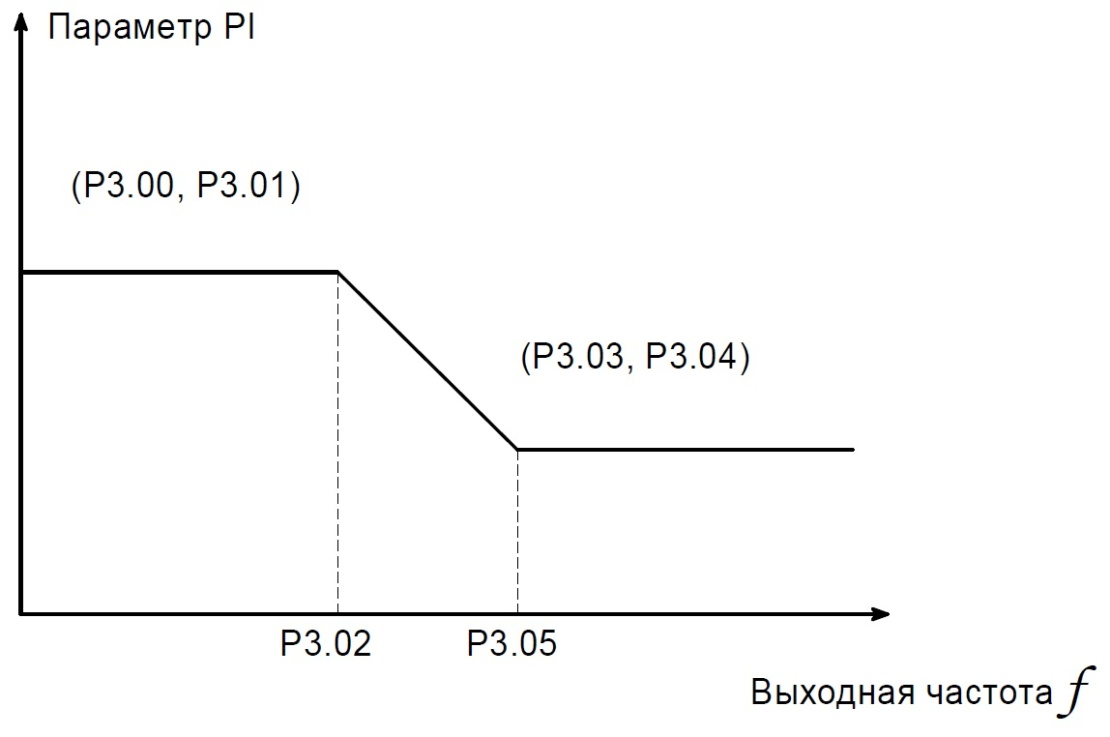 Параметр PI
(P3.00, P3.01)
(P3.03, P3.04)
P3.02
P3.05
Выходная частота f